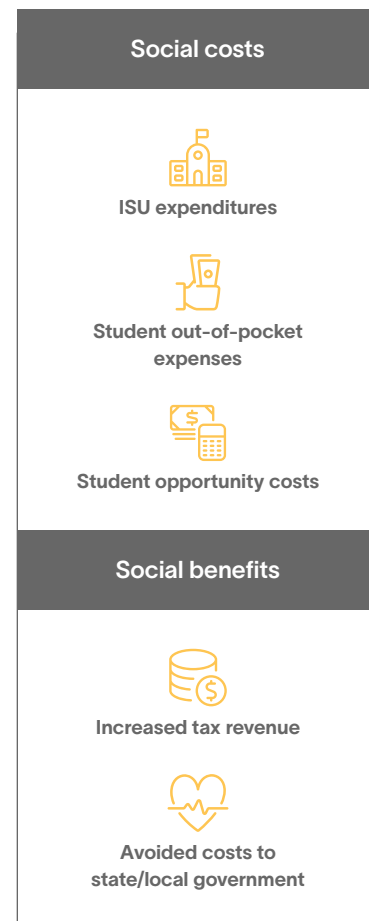 Social costs
ISU expenditures
Student out-of-pocket
expenses
$
Student opportunity costs
Social benefits
$
Increased tax revenue
Avoided costs to
state/local government